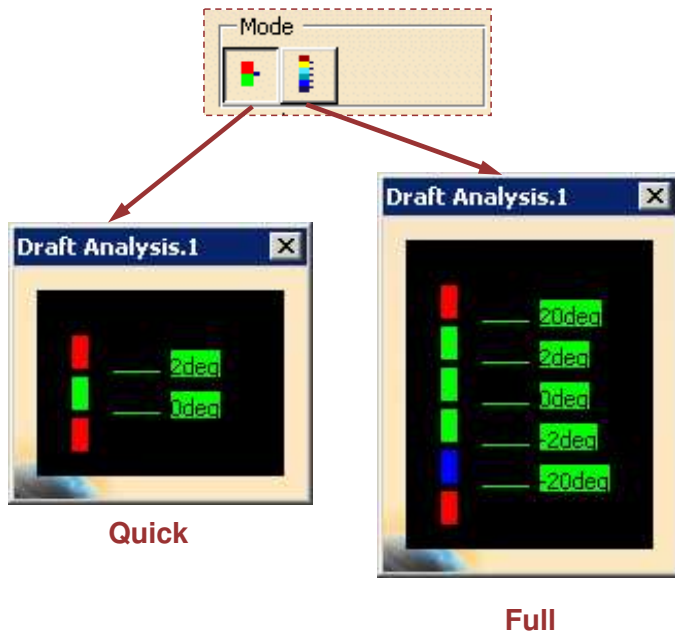 Mode
Draft Analysis.1
2deg
0deg
Quick
Draft Analysis.1
20deg
2deg
0deg
-2deg
-20deg
Full